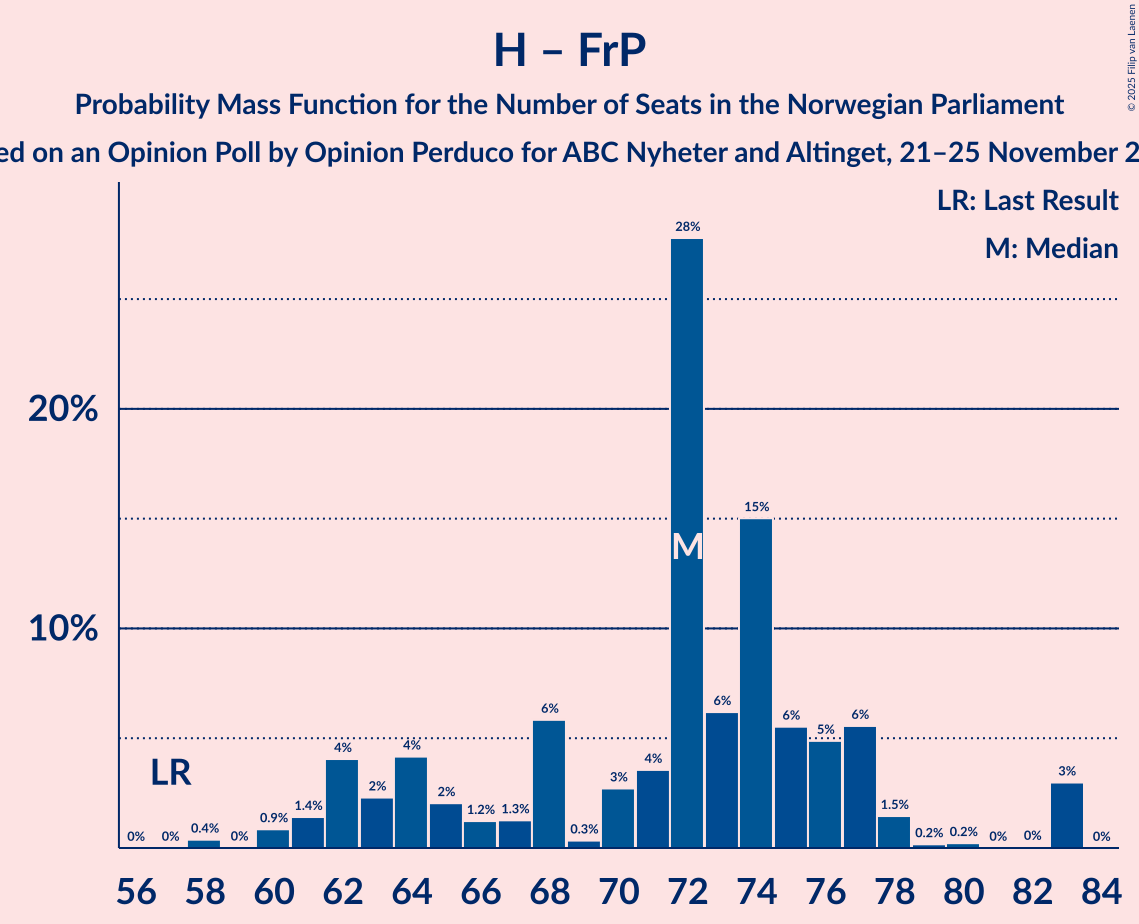 H – FrP
Probability Mass Function for the Number of Seats in the Norwegian Parliament
on an Opinion Poll by Opinion Perduco for ABC Nyheter and Altinget, 21–25 November
© 2025 Filip van Laenen
LR: Last Result
M: Median
28%
20%
15%
M
10%
6% 6% 6% 5% 6%
4% 4% 4% 3% 3%
LR
2% 2%
0% 0% 0.4% 0% 0.9% 1.4% 1.2% 1.3% 0.3% 1.5% 0.2% 0.2% 0% 0% 0%
56 58 60 62 64 66 68 70 72 74 76 78 80 82 84